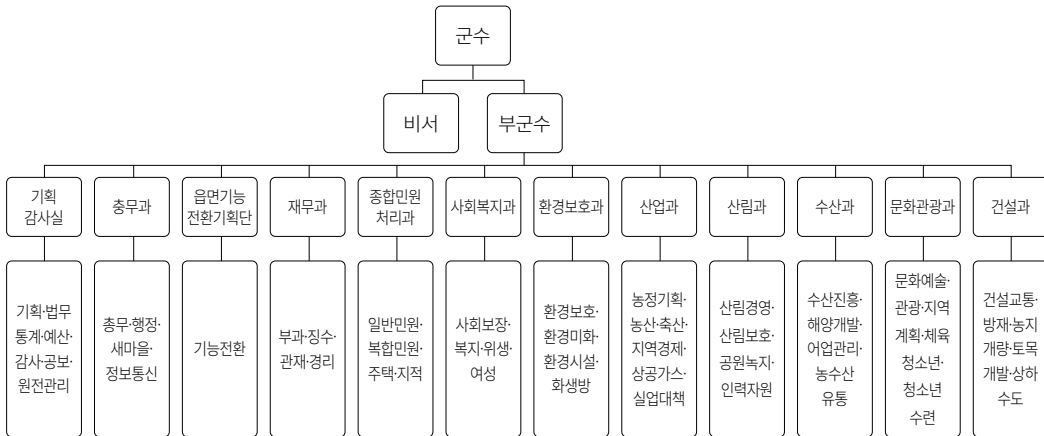 군수
비서
부군수
기획
감사실
충무과
읍면기능
전환기획단
재무과
종합민원
처리과
사회복지과
환경보호과
산업과
산림과
수산과
문화관광과
건설과
기획·법무
통계·예산·
감사·공보·
원전관리
총무·행정·
새마을·
정보통신
기능전환
부과·징수·
관재·경리
일반민원·
복합민원·
주택·지적
사회보장·
복지·위생·
여성
환경보호·
환경미화·
환경시설·
화생방
농정기획·
농산·축산·
지역경제·
상공가스·
실업대책
산림경영·
산림보호·
공원녹지·
인력자원
수산진흥·
해양개발·
어업관리·
농수산
유통
문화예술·
관광·지역
계획·체육
청소년·
청소년
수련
건설교통·
방재·농지
개량·토목
개발·상하
수도